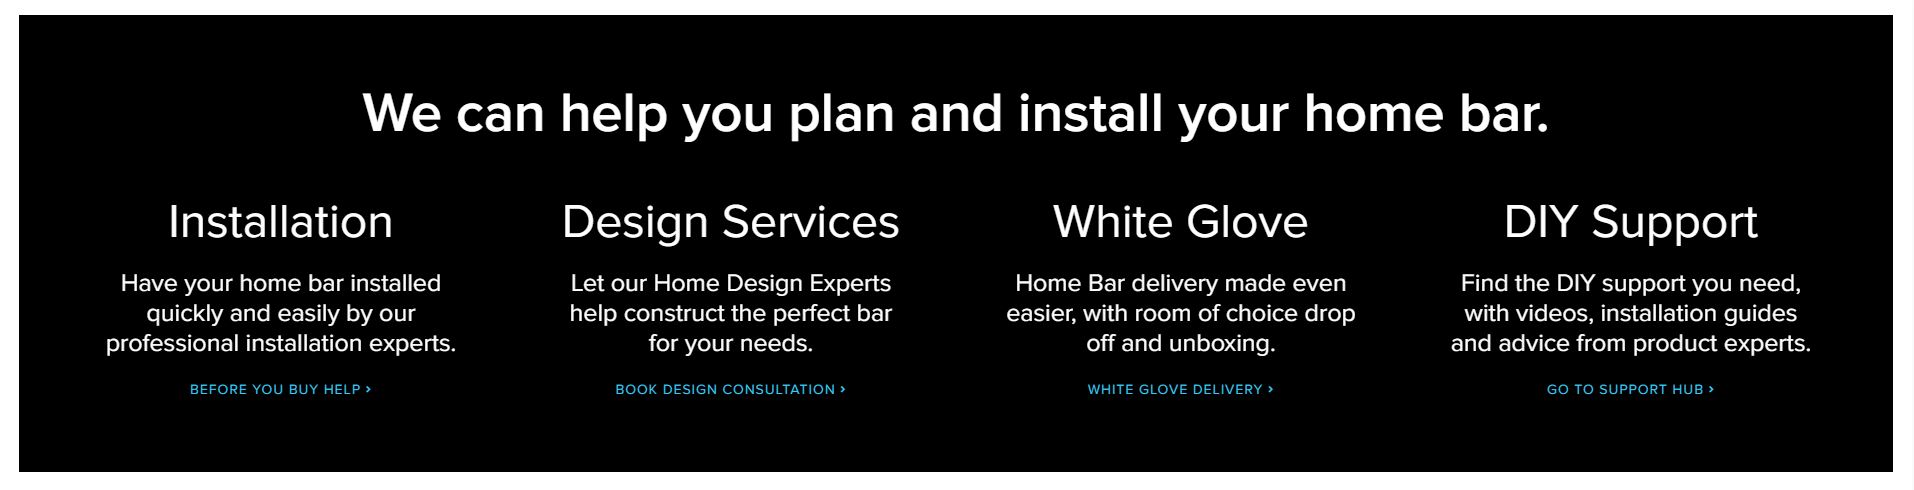 We can help you plan and install your home bar.
Installation
Have your home bar installed
quickly and easily by our
professional installation experts.
BEFORE YOU BUY HELP ›
Design Services
Let our Home Design Experts
help construct the perfect bar
for your needs.
BOOK DESIGN CONSULTATION ›
White Glove
Home Bar delivery made even
easier, with room of choice drop
off and unboxing.
WHITE GLOVE DELIVERY ›
DIY Support
Find the DIY support you need,
with videos, installation guides
and advice from product experts.
GO TO SUPPORT HUB ›